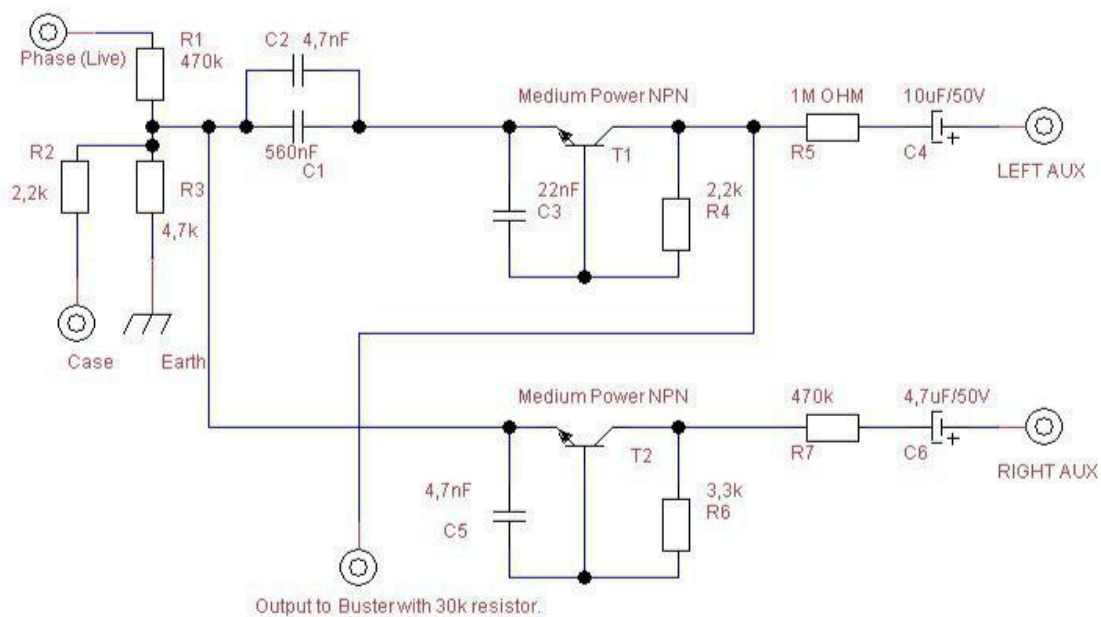 Phase (Live)
R1
470k
C2
4,7nF
560nF
C1
R2
2,2k
R3
4,7k
Case
Earth
Medium Power NPN
T1
22nF
C3
2,2k
R4
1M OHM
R5
10uF/50V
C4
LEFT AUX
Medium Power NPN
T2
4,7nF
C5
3,3k
R6
470k
R7
4,7uF/50V
C6
RIGHT AUX
Output to Buster with 30k resistor.